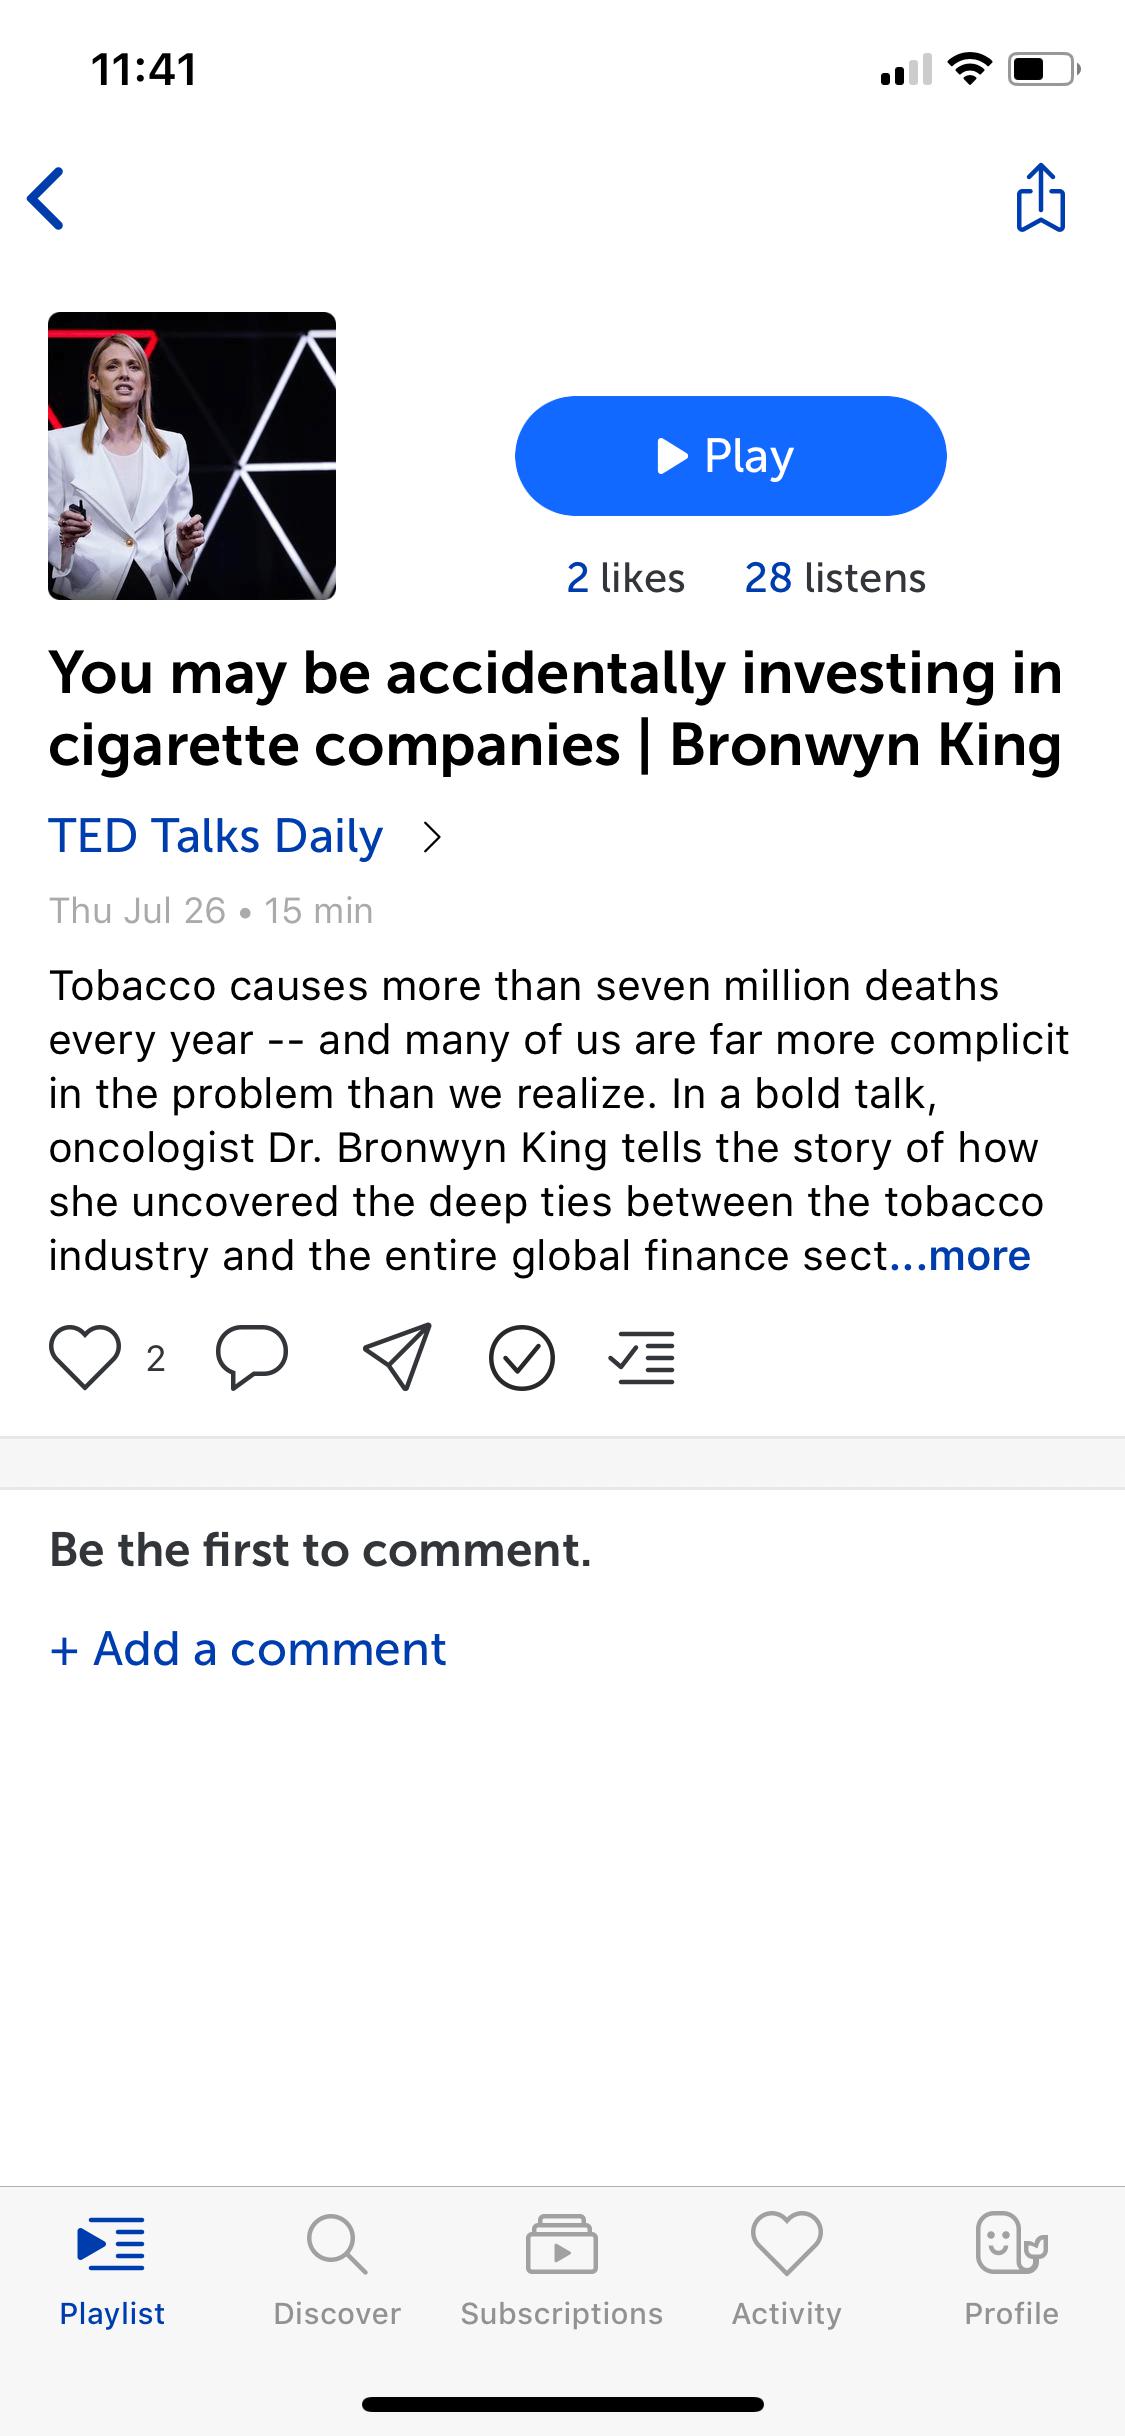 11:41
Play
2 likes 28 listens
You may be accidentally investing in
cigarette companies | Bronwyn King
TED Talks Daily
Thu Jul 26 • 15 min
Tobacco causes more than seven million deaths
every year -- and many of us are far more complicit
in the problem than we realize. In a bold talk,
oncologist Dr. Bronwyn King tells the story of how
she uncovered the deep ties between the tobacco
industry and the entire global finance sect...more
2
Be the first to comment.
+ Add a comment
Playlist Discover Subscriptions Activity Profile